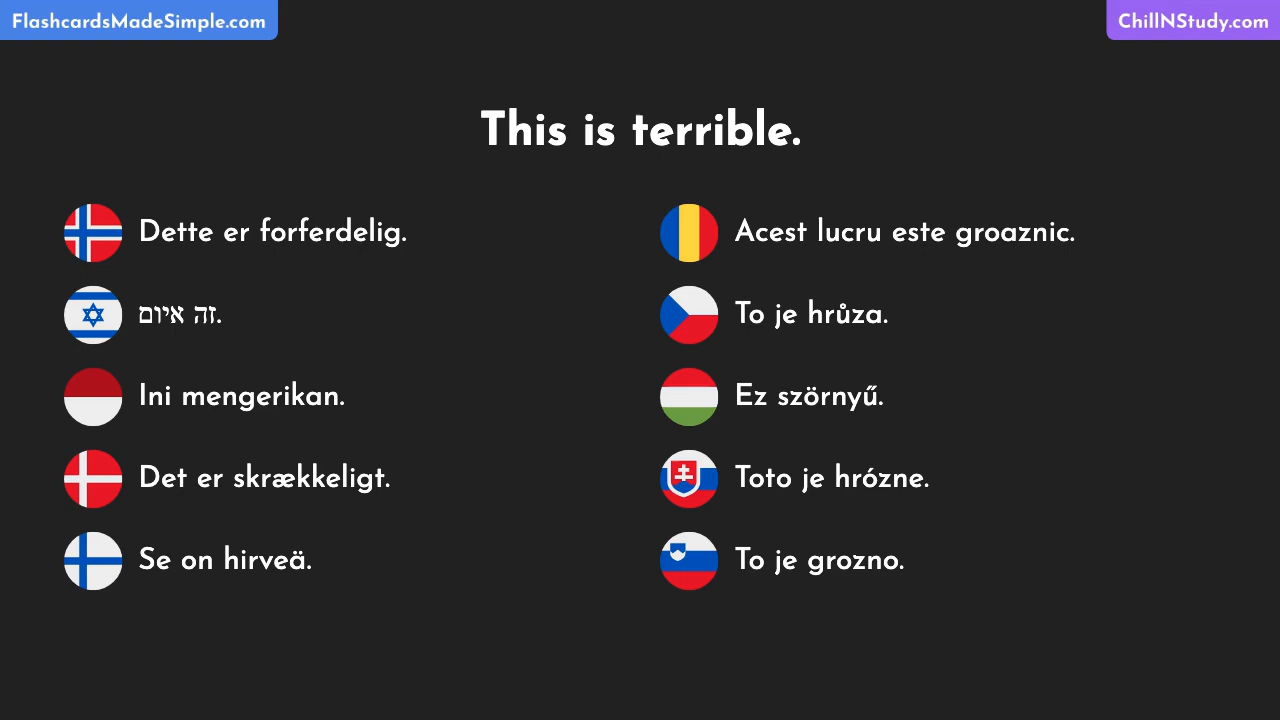 FlashcardsMadeSimple.com
ChillNStudy.com
This is terrible.
Dette er forferdelig.
זה איום.
Ini mengerikan.
Det er skrækkeligt.
Se on hirveä.
Acest lucru este groaznic.
To je hrůza.
Ez szörnyű.
Toto je hrózne.
To je grozno.